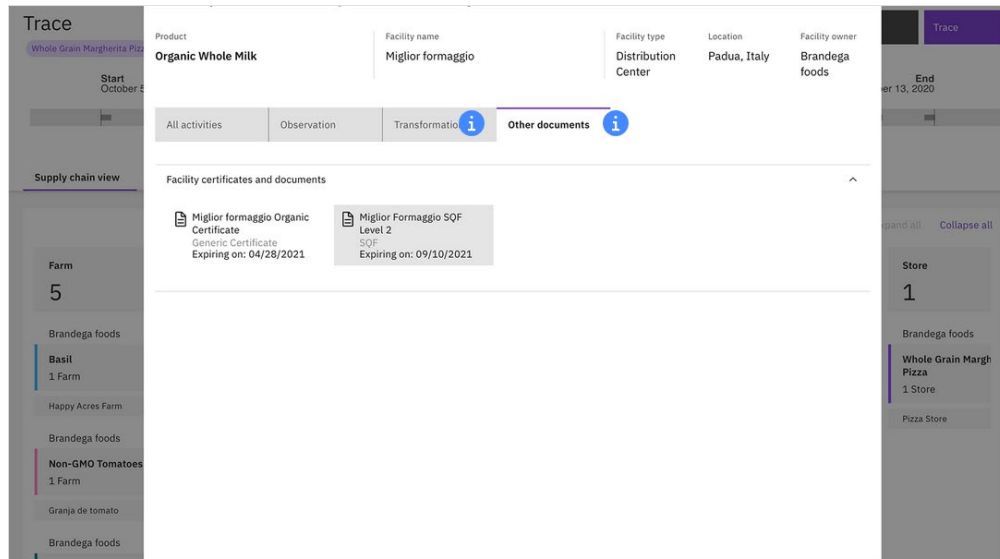 Trace
Trace
Whole Grain Margherita
Start
October
End
13, 2020
Supply chain view
all
Collapse all
Product
Organic Whole Milk
Facility name
Miglior formaggio
Facility type
Distribution
Center
Location
Padua, Italy
Facility owner
Brandega
foods
All activities
Observation
Other documents
i
i
Facility certificates and documents
Miglior formaggio Organic
Certificate
Generic Certificate
Expiring on: 04/28/2021
Miglior Formaggio SQF
Level 2
SQF
Expiring on: 09/10/2021
Farm
5
Brandega foods
Basil
1 Farm
Happy Acres Farm
Brandega foods
Non-GMO Tomatoes
1 Farm
Granja de tomato
Brandega foods
Store
1
Brandega foods
Whole Grain
Pizza
1 Store
Pizza Store